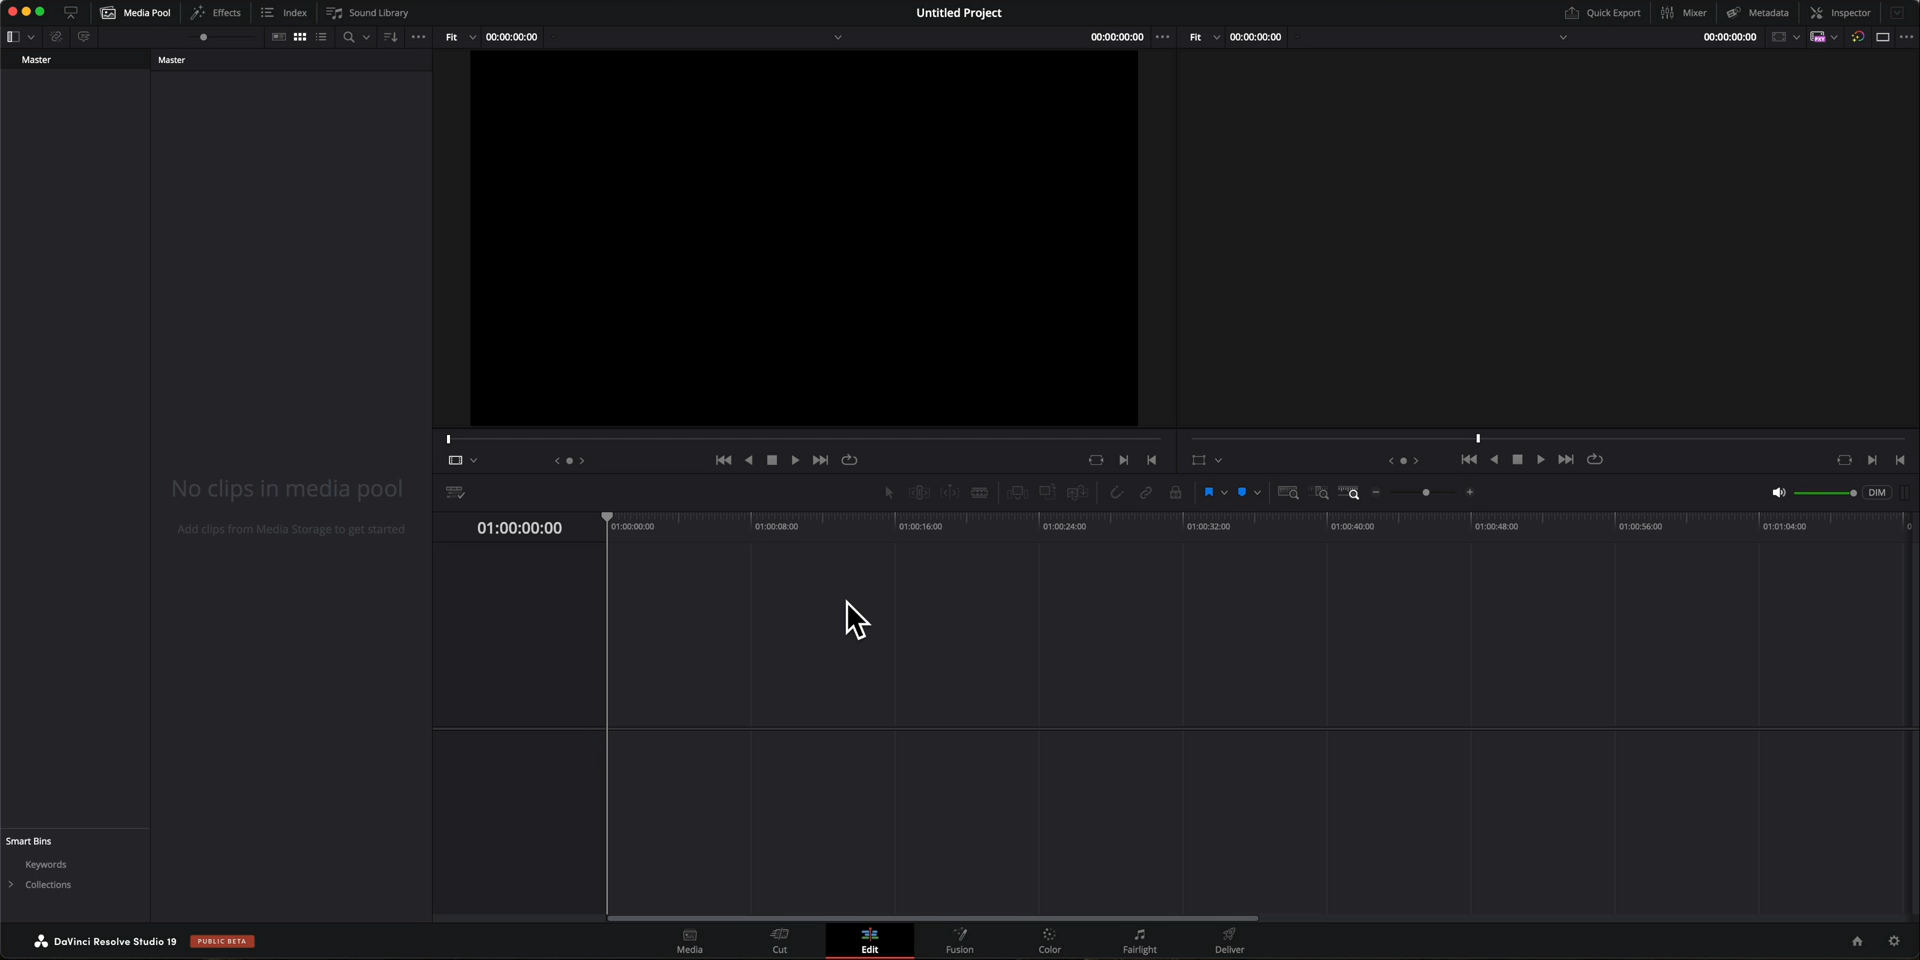 Media Pool
Effects
Index
Sound Library
Untitled Project
Quick Export
Mixer
Metadata
Inspector
Fit
00:00:00:00
00:00:00:00
Fit
00:00:00:00
00:00:00:00
PXY
Master
Master
No clips in media pool
Add clips from Media Storage to get started
DIM
01:00:00:00
01:00:00:00
01:00:08:00
01:00:16:00
01:00:24:00
01:00:32:00
01:00:40:00
01:00:48:00
01:00:56:00
01:01:04:00
Smart Bins
Keywords
Collections
DaVinci Resolve Studio 19
PUBLIC BETA
Media
Cut
Edit
Fusion
Color
Fairlight
Deliver